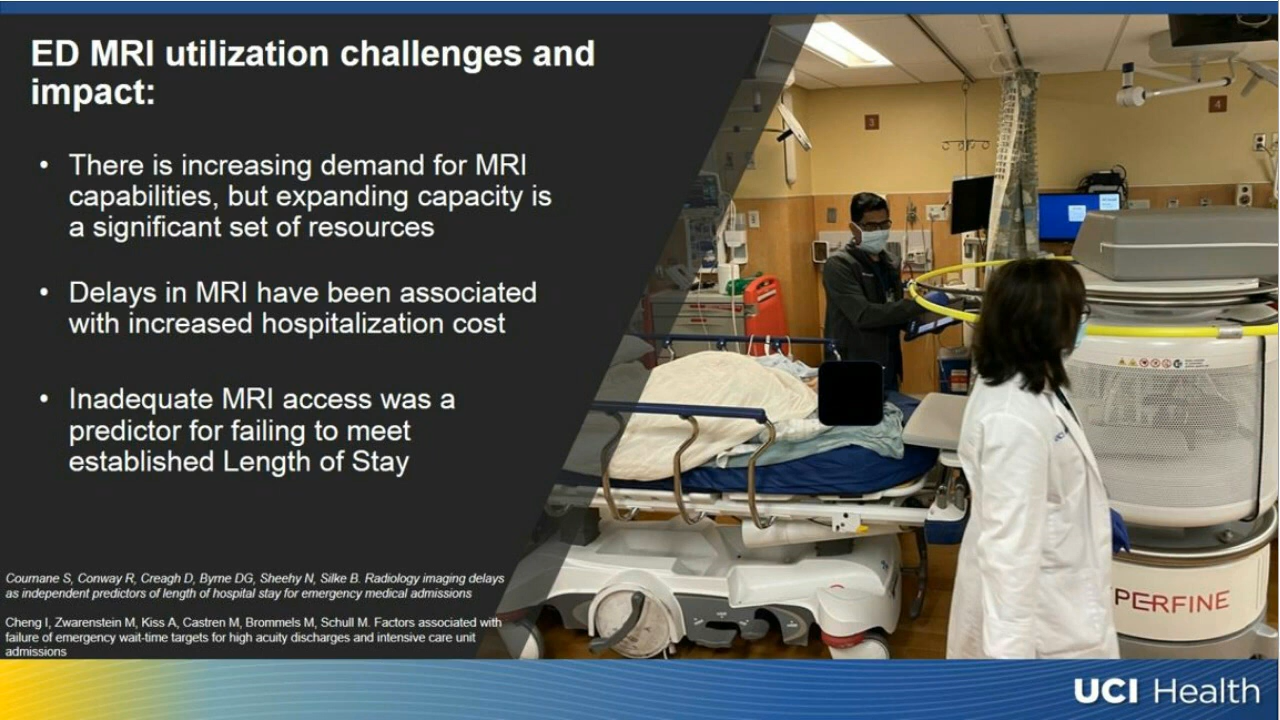 ED MRI utilization challenges and
impact:
• There is increasing demand for MRI
capabilities, but expanding capacity is
a significant set of resources
• Delays in MRI have been associated
with increased hospitalization cost
• Inadequate MRI access was a
predictor for failing to meet
established Length of Stay
Cournane S, Conway R, Creagh D, Byrne DG, Sheehy N, Silke B. Radiology imaging delays
as independent predictors of length of hospital stay for emergency medical admissions
Cheng I, Zwarenstein M, Kiss A, Castren M, Brommels M, Schull M. Factors associated with
failure of emergency wait-time targets for high acuity discharges and intensive care unit
admissions
3
4
PERFINE
UCI Health